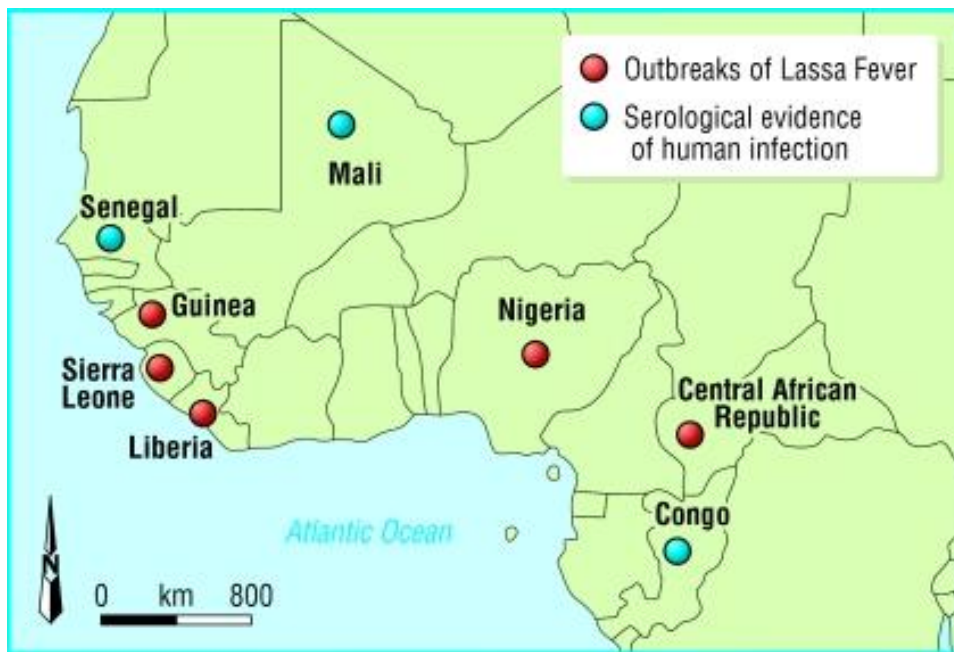 Outbreaks of Lassa Fever
Serological evidence
of human infection
Mali
Senegal
Guinea
Nigeria
Sierra
Leone
Central African
Republic
Liberia
Congo
Atlantic Ocean
N
0 km 800